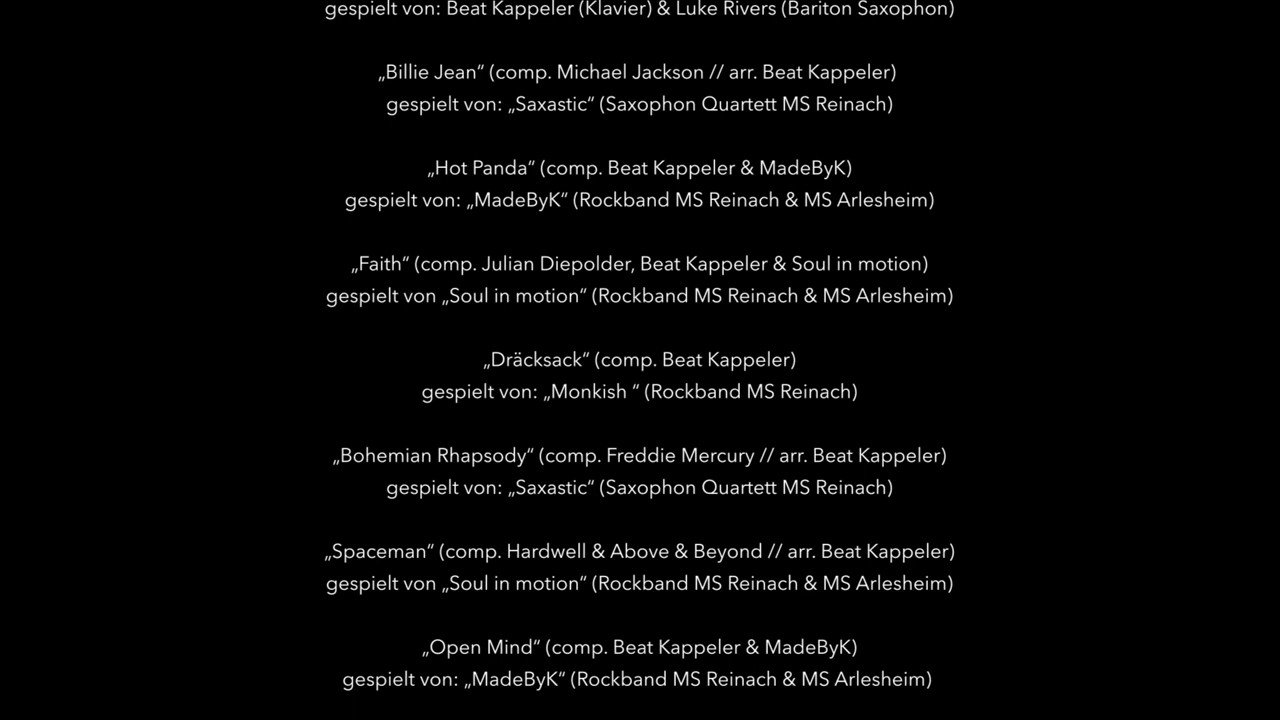 gespielt von: Beat Kappeler (Klavier) & Luke Rivers (Bariton Saxophon)
„Billie Jean“ (comp. Michael Jackson // arr. Beat Kappeler)
gespielt von: „Saxastic“ (Saxophon Quartett MS Reinach)
„Hot Panda“ (comp. Beat Kappeler & MadeByK)
gespielt von: „MadeByK“ (Rockband MS Reinach & MS Arlesheim)
„Faith“ (comp. Julian Diepolder, Beat Kappeler & Soul in motion)
gespielt von „Soul in motion“ (Rockband MS Reinach & MS Arlesheim)
„Dräcksack“ (comp. Beat Kappeler)
gespielt von: „Monkish “ (Rockband MS Reinach)
„Bohemian Rhapsody“ (comp. Freddie Mercury // arr. Beat Kappeler)
gespielt von: „Saxastic“ (Saxophon Quartett MS Reinach)
„Spaceman“ (comp. Hardwell & Above & Beyond // arr. Beat Kappeler)
gespielt von „Soul in motion“ (Rockband MS Reinach & MS Arlesheim)
„Open Mind“ (comp. Beat Kappeler & MadeByK)
gespielt von: „MadeByK“ (Rockband MS Reinach & MS Arlesheim)